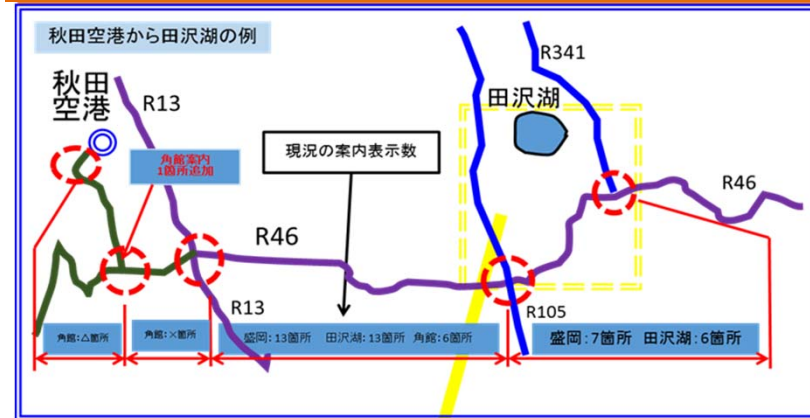 秋田空港から田沢湖の例
秋田
空港
R13
R341
田沢湖
角館案内
1箇所追加
現況の案内表示数
R46
R46
R13
R105
角館:△箇所
角館:×箇所
盛岡:13箇所 田沢湖:13箇所 角館:6箇所
盛岡:7箇所 田沢湖:6箇所